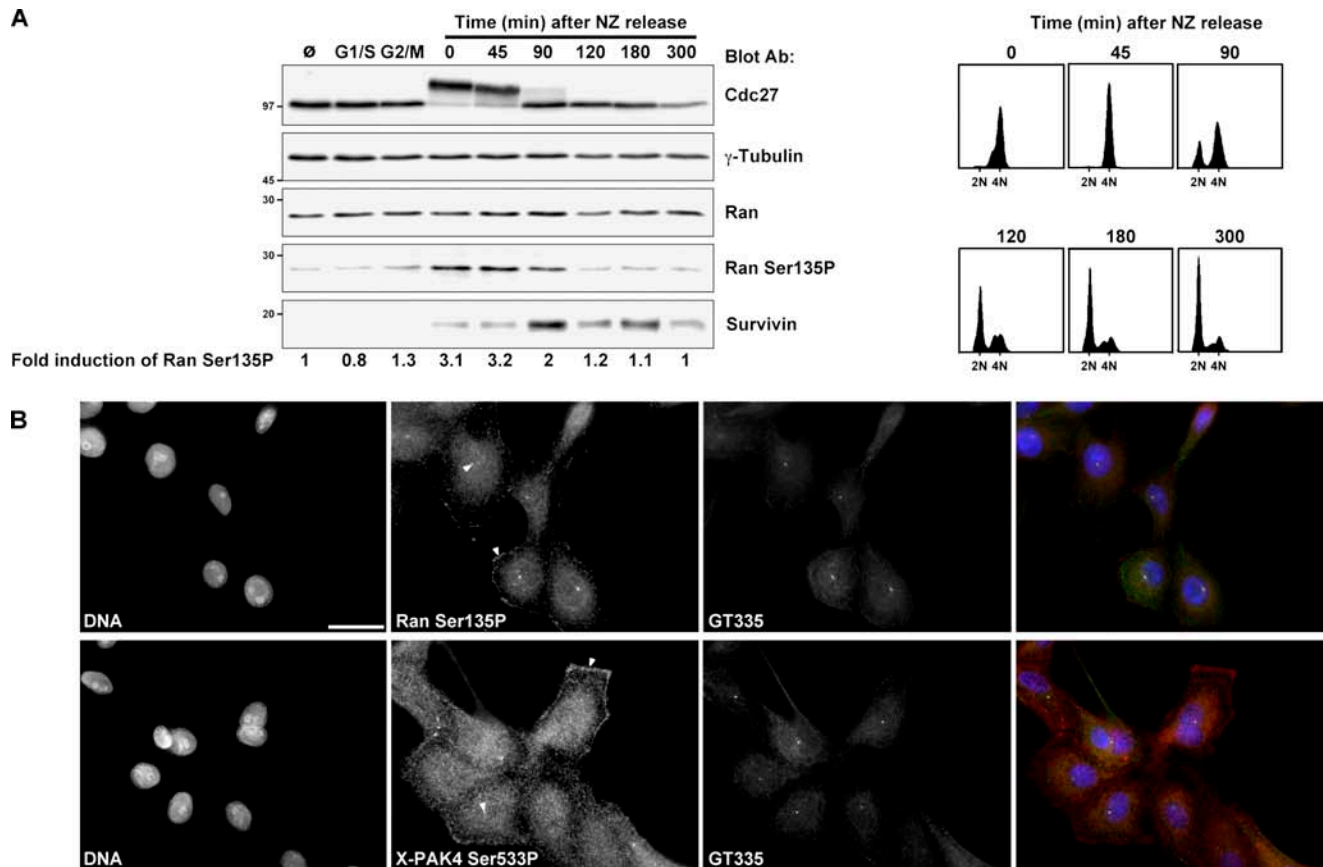 A
Time (min) after NZ release
Ø G1/S G2/M 0 45 90 120 180 300 Blot Ab:
97 Cdc27
γ-Tubulin
45
30
Ran
30
Ran Ser135P
20
Survivin
Fold induction of Ran Ser135P 1 0.8 1.3 3.1 3.2 2 1.2 1.1 1
Time (min) after NZ release
0 45 90
2N 4N 2N 4N 2N 4N
120 180 300
2N 4N 2N 4N 2N 4N
B
DNA Ran Ser135P GT335
DNA X-PAK4 Ser533P GT335